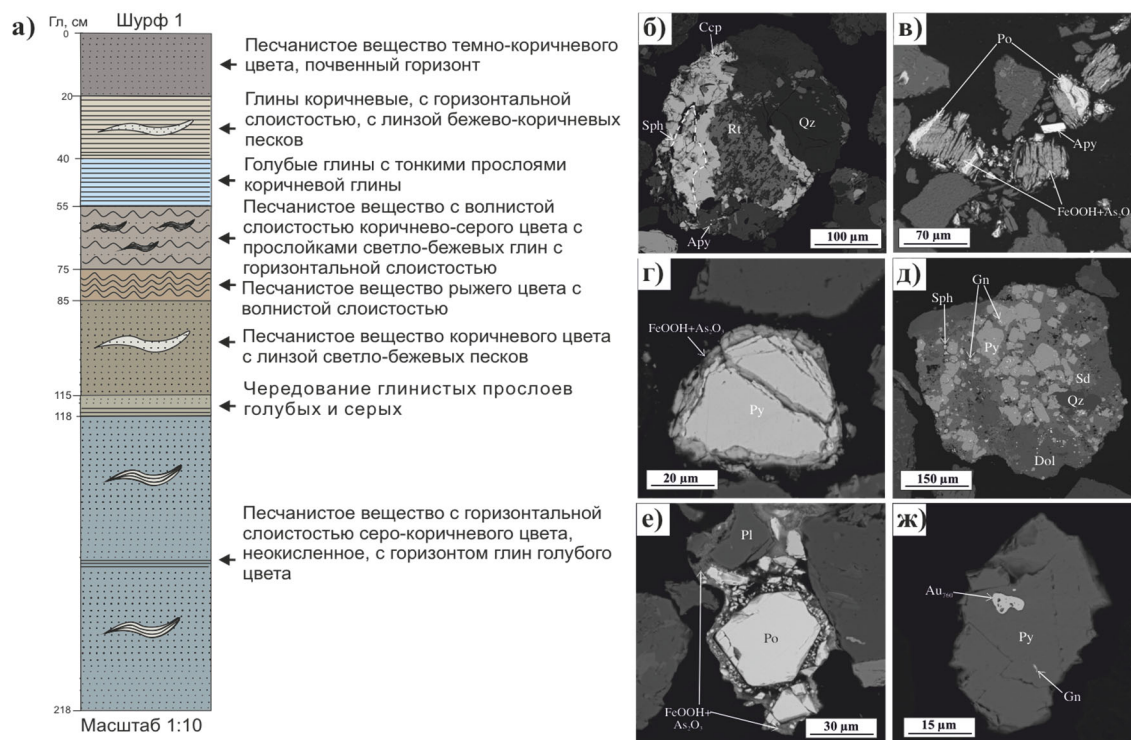 а)
Гл, см
Шурф 1
0
20
40
55
75
85
115
118
218
Масштаб 1:10
Песчанистое вещество темно-коричневого
цвета, почвенный горизонт
Глины коричневые, с горизонтальной
слоистостью, с линзой бежево-коричневых
песков
Голубые глины с тонкими прослоями
коричневой глины
Песчанистое вещество с волнистой
слоистостью коричнево-серого цвета с
прослойками светло-бежевых глин с
горизонтальной слоистостью
Песчанистое вещество рыжего цвета с
волнистой слоистостью
Песчанистое вещество коричневого цвета
с линзой светло-бежевых песков
Чередование глинистых прослоев
голубых и серых
Песчанистое вещество с горизонтальной
слоистостью серо-коричневого цвета,
неокисленное, с горизонтом глин голубого
цвета
б)
Ccp
Sph
Rt
Qz
Apy
100 µm
в)
Po
Apy
FeOOH+As₂O₃
70 µm
г)
FeOOH+As₂O₃
Py
20 µm
д)
Gn
Sph
Py
Sd
Qz
Dol
150 µm
е)
Pl
Po
FeOOH+
As₂O₃
30 µm
ж)
Au₇₆₀
Py
Gn
15 µm